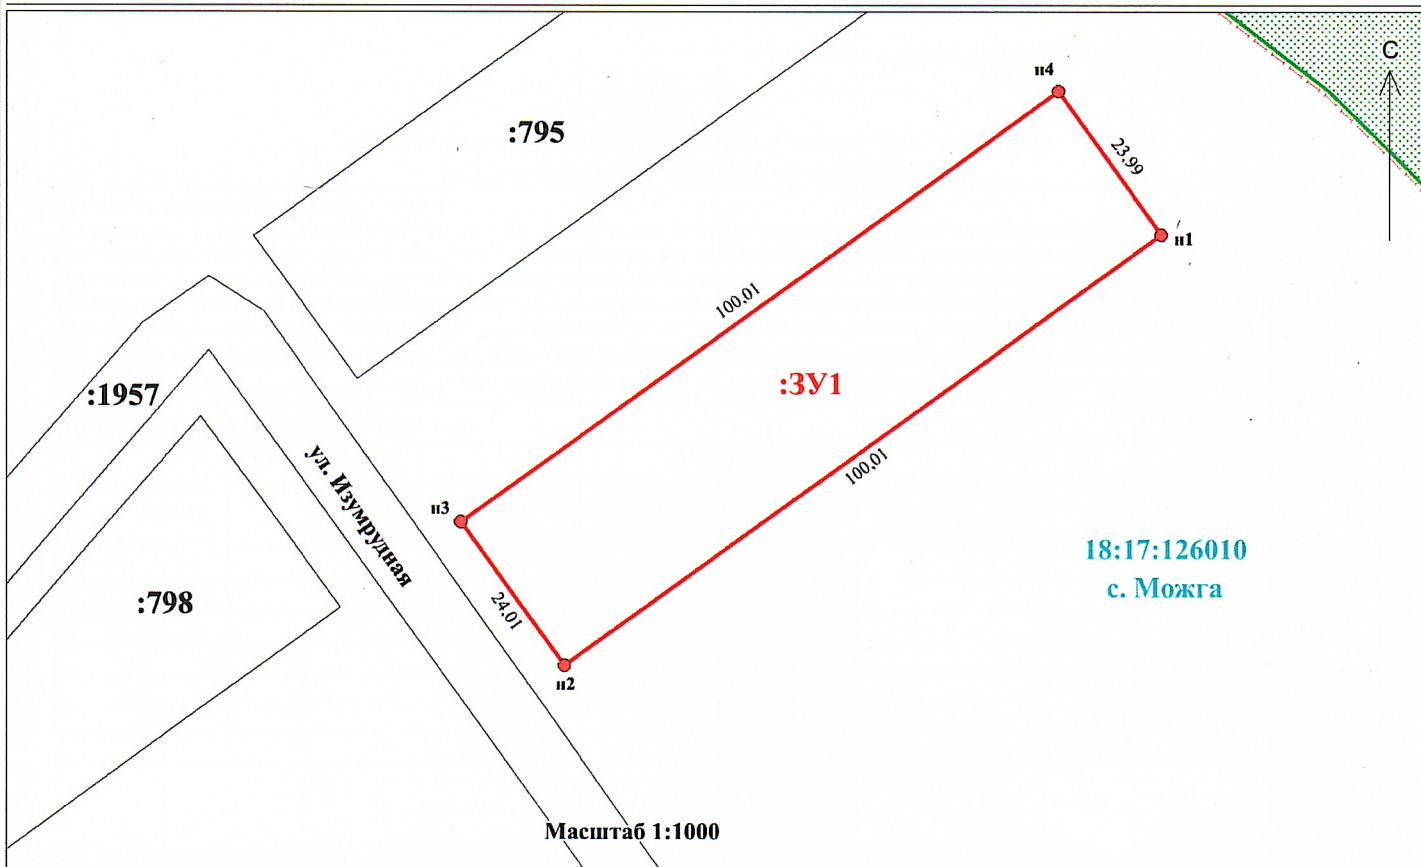 С
н4
:795
23,99
н1
100,01
:ЗУ1
:1957
ул. Изумрудная
100,01
н3
18:17:126010
с. Можга
:798
24,01
н2
Масштаб 1:1000